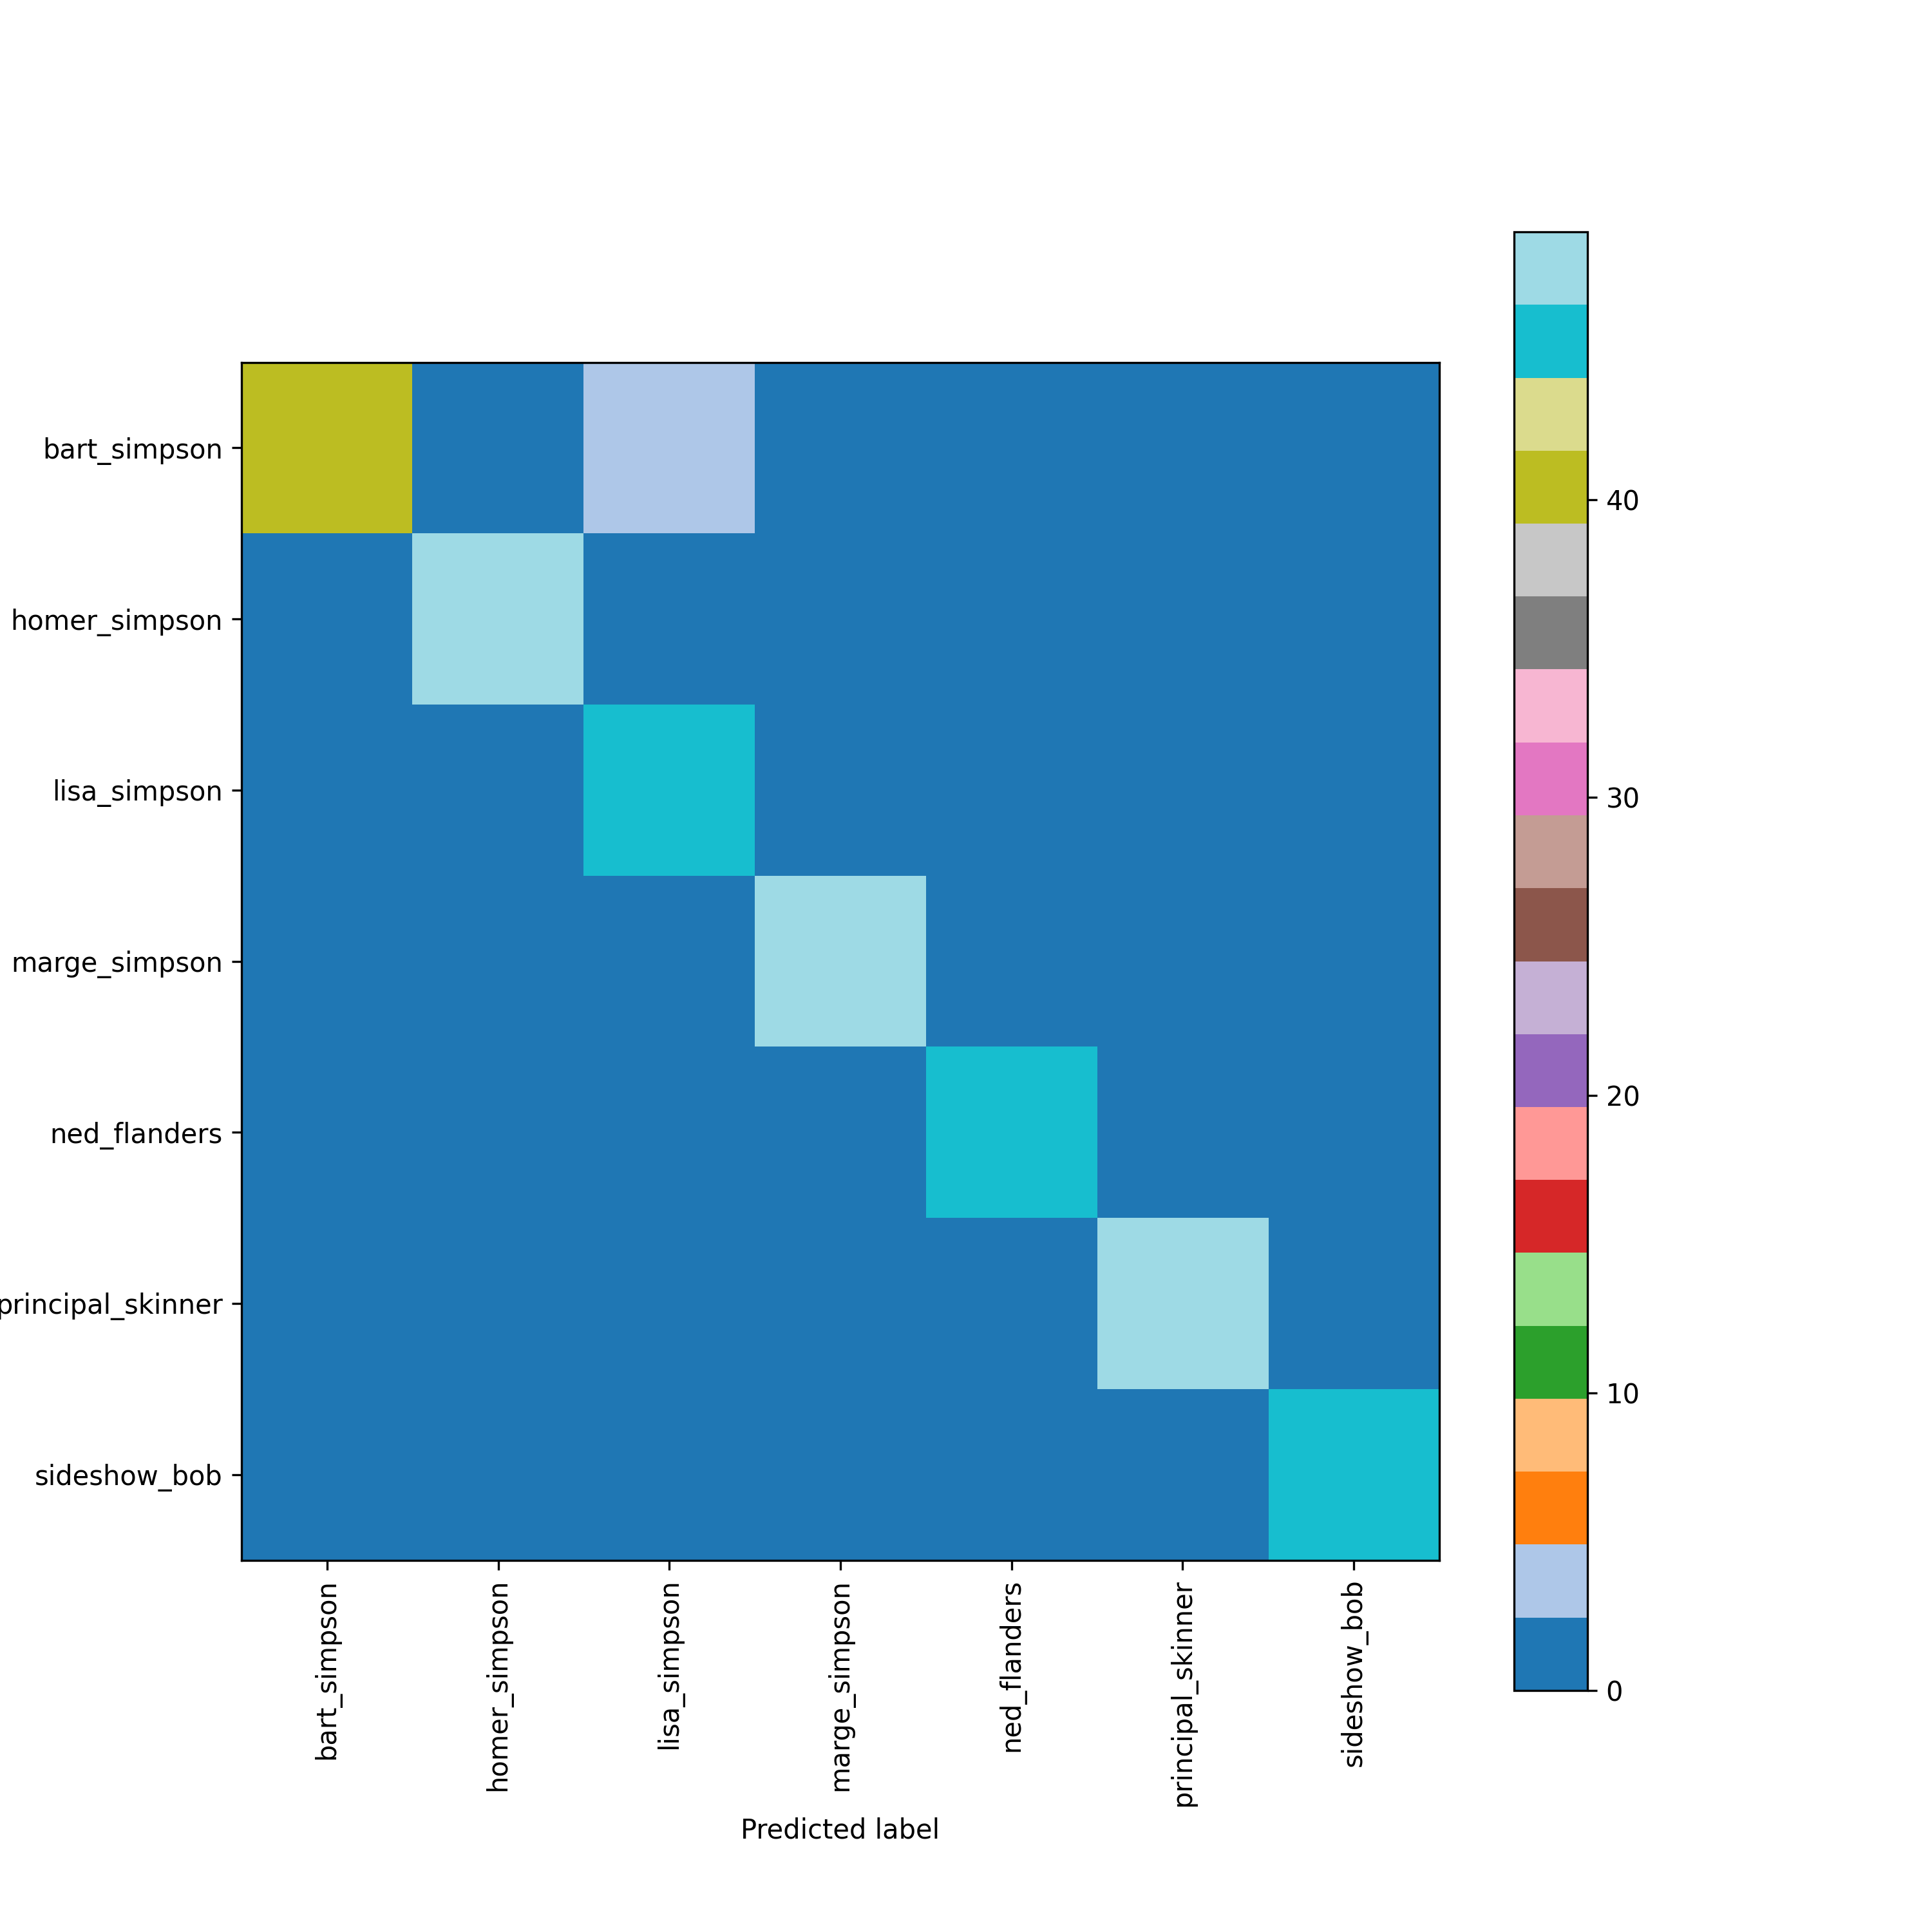 bart_simpson
homer_simpson
lisa_simpson
marge_simpson
ned_flanders
principal_skinner
sideshow_bob
bart_simpson
homer_simpson
lisa_simpson
marge_simpson
ned_flanders
principal_skinner
sideshow_bob
Predicted label
40
30
20
10
0